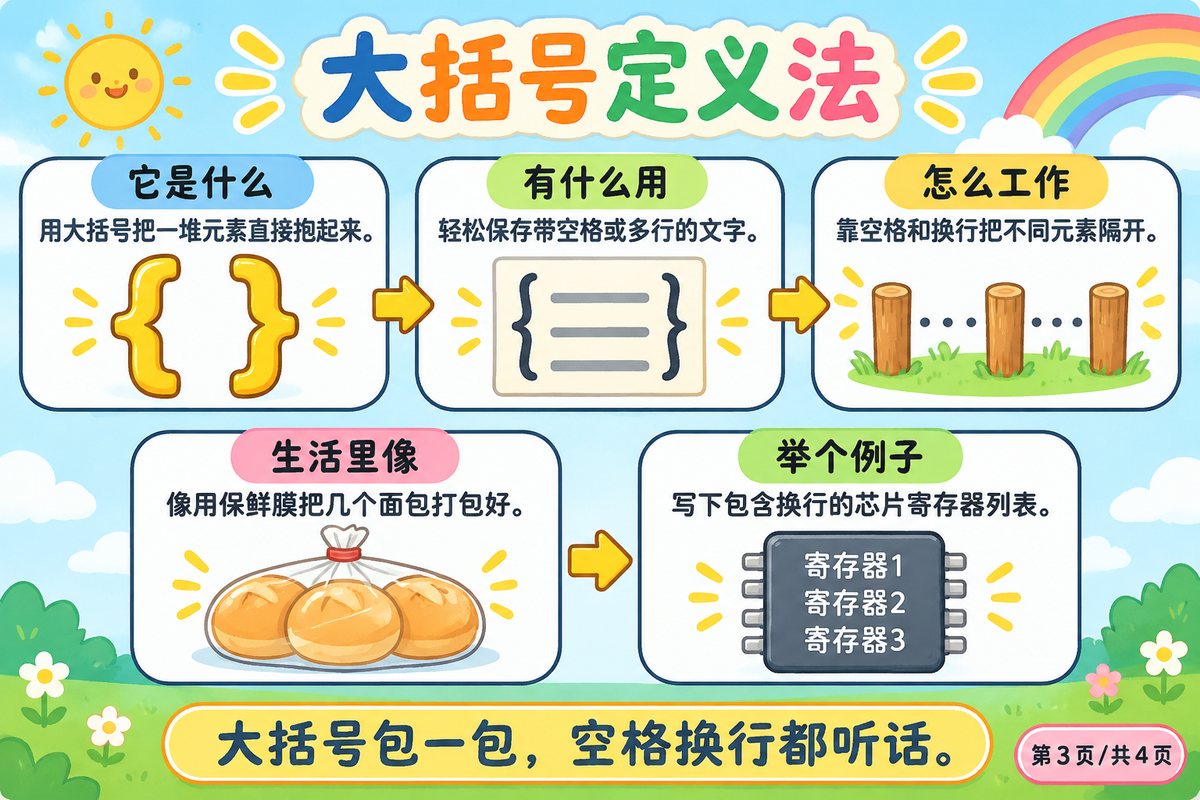 大括号定义法
它是什么
用大括号把一堆元素直接抱起来。
{ }
有什么用
轻松保存带空格或多行的文字。
{ }
怎么工作
靠空格和换行把不同元素隔开。
生活里像
像用保鲜膜把几个面包打包好。
举个例子
写下包含换行的芯片寄存器列表。
寄存器1
寄存器2
寄存器3
大括号包一包，空格换行都听话。
第3页/共4页